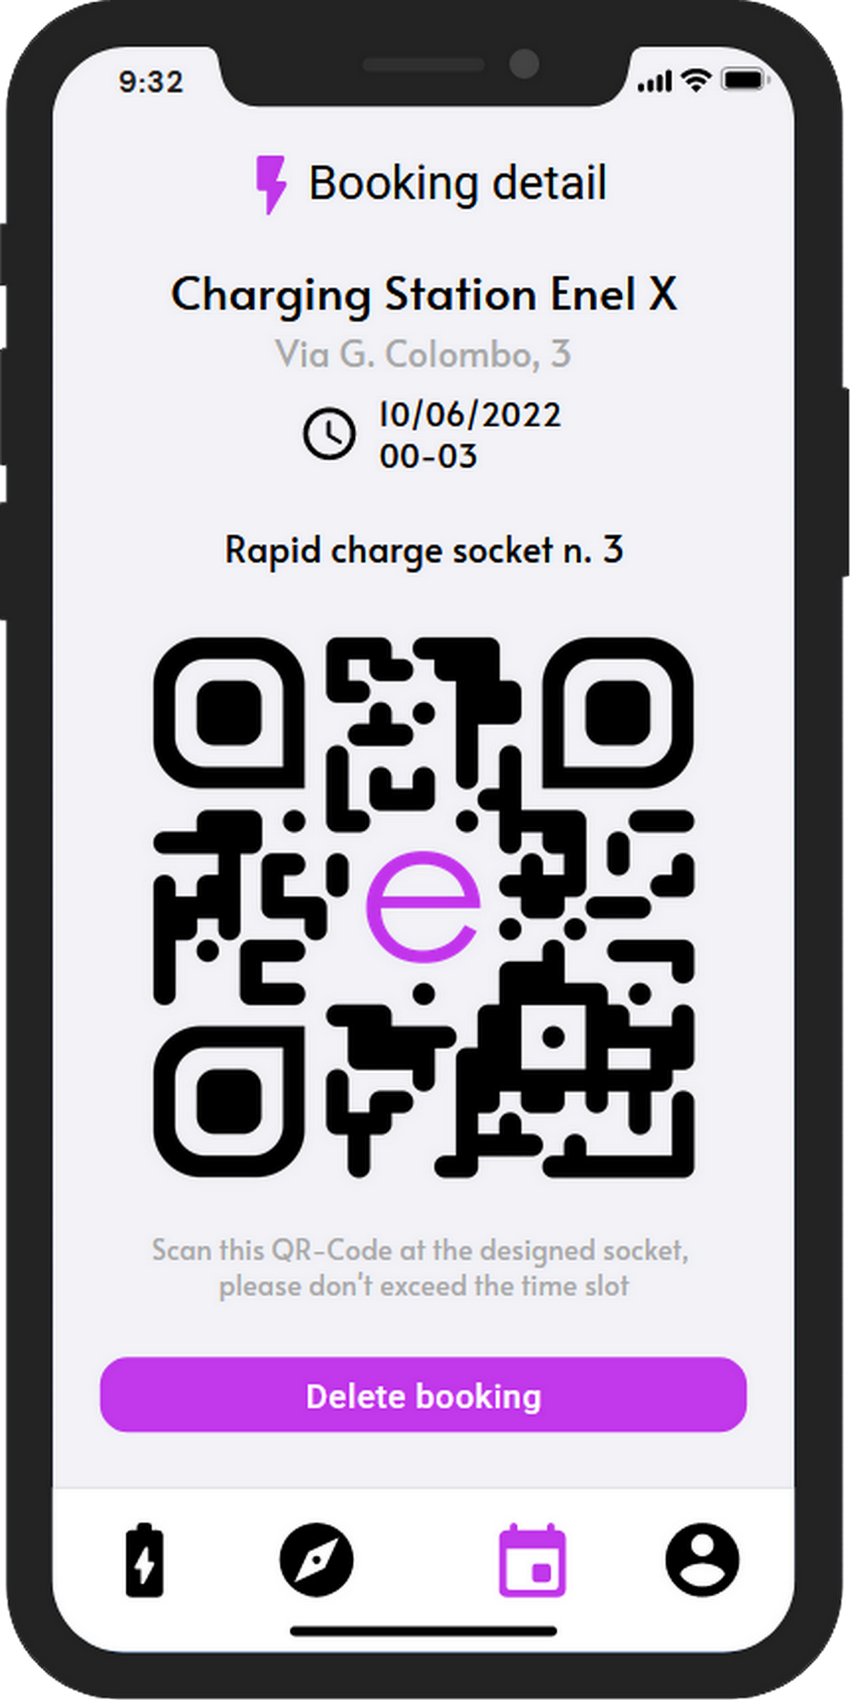 9:32
Booking detail
Charging Station Enel X
Via G. Colombo, 3
10/06/2022
00-03
Rapid charge socket n. 3
e
Scan this QR-Code at the designed socket,
please don't exceed the time slot
Delete booking